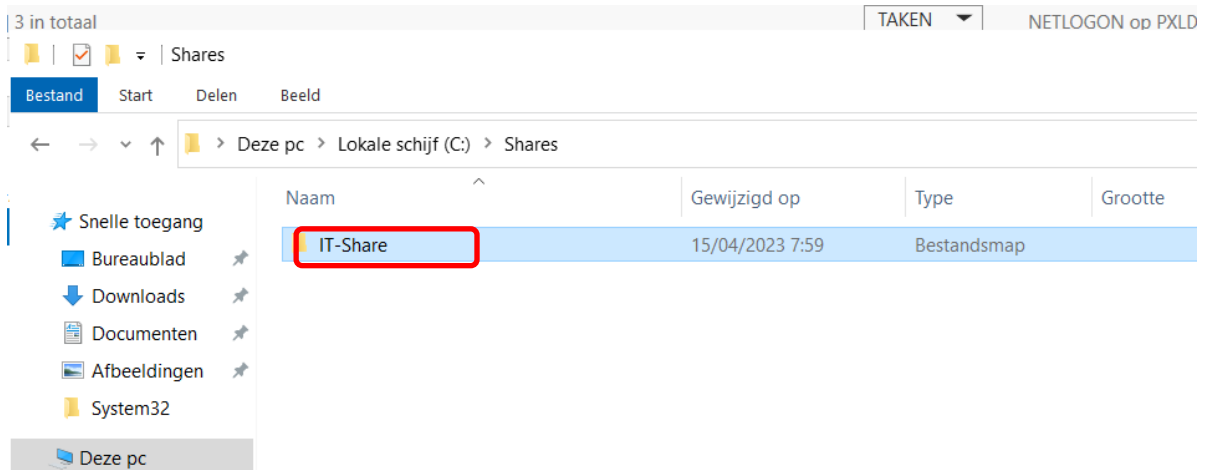 3 in totaal
TAKEN
NETLOGON op PXLD
Shares
Bestand Start Delen Beeld
Deze pc > Lokale schijf (C:) > Shares
Naam Gewijzigd op Type Grootte
Snelle toegang
IT-Share 15/04/2023 7:59 Bestandsmap
Bureaublad
Downloads
Documenten
Afbeeldingen
System32
Deze pc